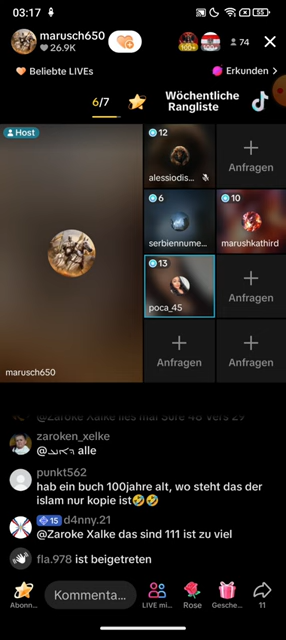 03:17
55
marusch650
26.9K
100+
100+
74
Beliebte LIVEs
Erkunden >
6/7
Wöchentliche
Rangliste
Host
12
alessiodis...
Anfragen
6
serbiennume...
10
marushkathird
13
poca_45
Anfragen
Anfragen
Anfragen
marusch650
@Zaroke Xalke lies mal Sure 48 Vers 29
zaroken_xelke
alle
punkt562
hab ein buch 100jahre alt, wo steht das der
islam nur kopie ist🤣🤣
15 d4nny.21
@Zaroke Xalke das sind 111 ist zu viel
fla.978 ist beigetreten
Abonn...
Kommenta...
LIVE mi...
Rose
Gesche...
11